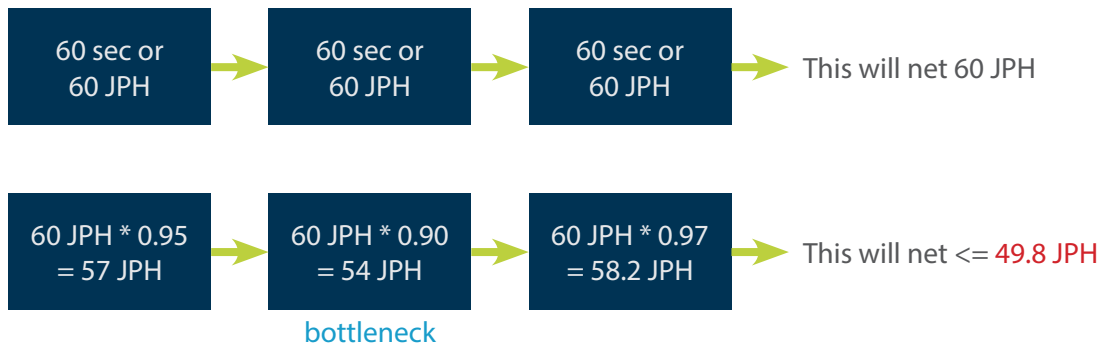 60 sec or
60 JPH
60 sec or
60 JPH
60 sec or
60 JPH
This will net 60 JPH
60 JPH * 0.95
= 57 JPH
60 JPH * 0.90
= 54 JPH
60 JPH * 0.97
= 58.2 JPH
This will net <= 49.8 JPH
bottleneck